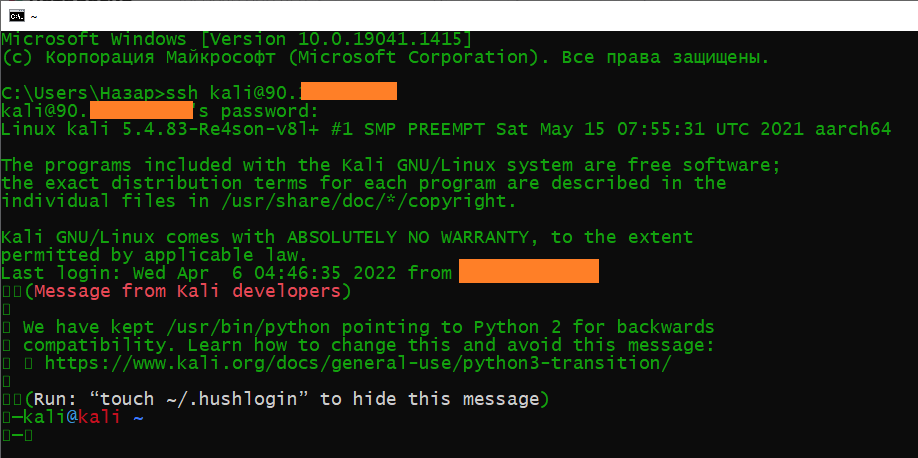 ~
Microsoft Windows [Version 10.0.19041.1415]
(c) Корпорация Майкрософт (Microsoft Corporation). Все права защищены.
C:\Users\Назар>ssh kali@90.
kali@90. 's password:
Linux kali 5.4.83-Re4son-v8l+ #1 SMP PREEMPT Sat May 15 07:55:31 UTC 2021 aarch64
The programs included with the Kali GNU/Linux system are free software;
the exact distribution terms for each program are described in the
individual files in /usr/share/doc/*/copyright.
Kali GNU/Linux comes with ABSOLUTELY NO WARRANTY, to the extent
permitted by applicable law.
Last login: Wed Apr  6 04:46:35 2022 from
(Message from Kali developers)
We have kept /usr/bin/python pointing to Python 2 for backwards
compatibility. Learn how to change this and avoid this message:
https://www.kali.org/docs/general-use/python3-transition/
(Run: “touch ~/.hushlogin” to hide this message)
─kali@kali ~
─